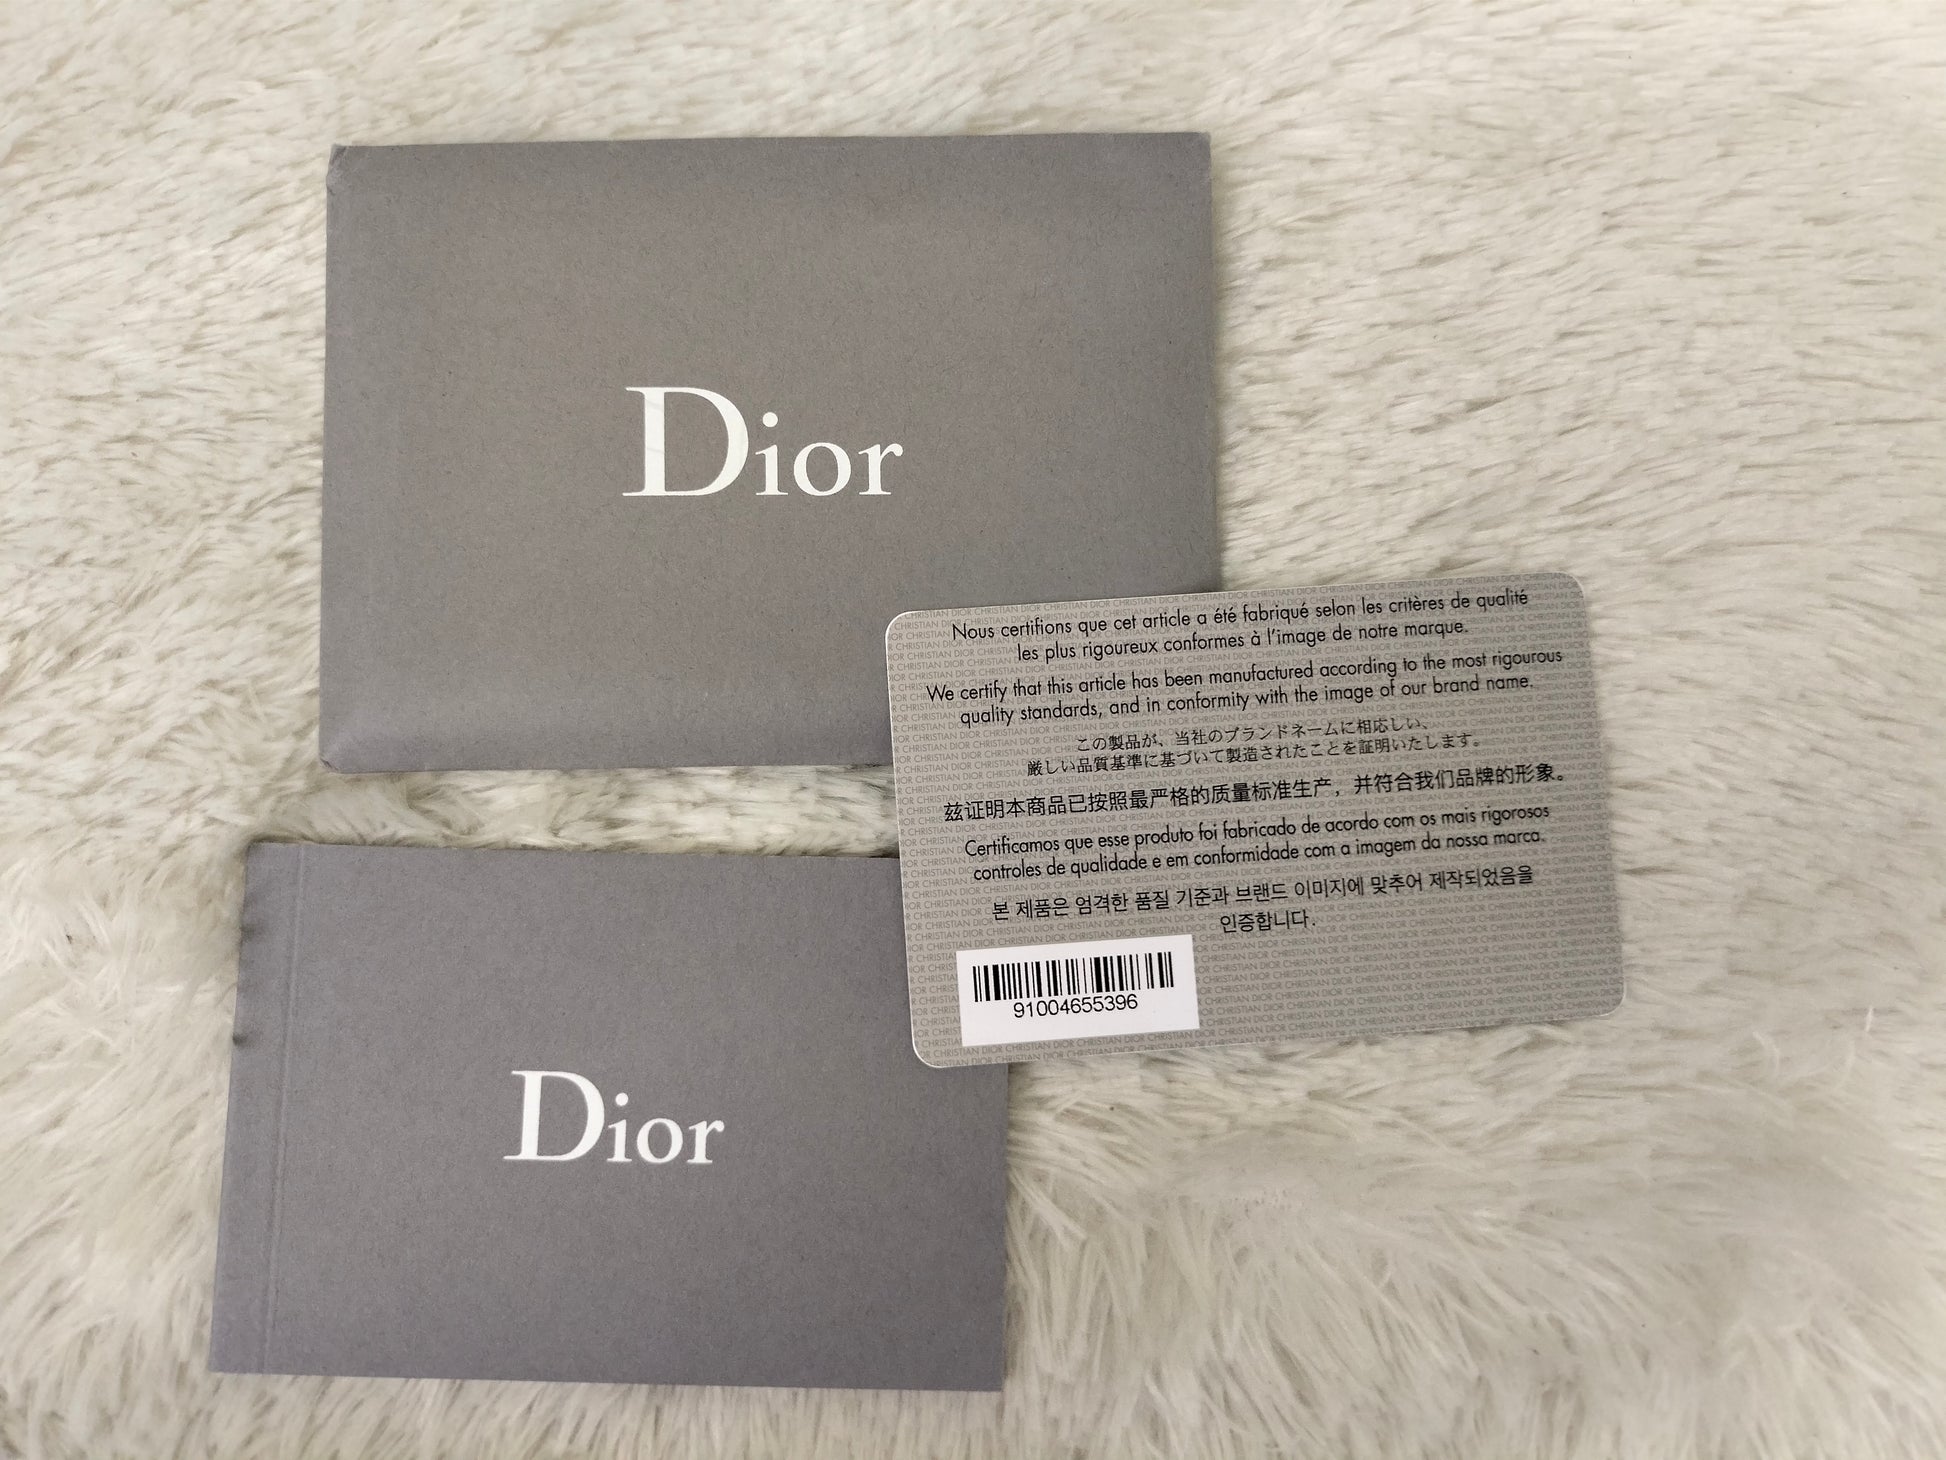 Dior
Nous certifions que cet article a été fabriqué selon les critères de qualité
les plus rigoureux conformes à l'image de notre marque.
We certify that this article has been manufactured according to the most rigourous
quality standards, and in conformity with the image of our brand name.
この製品が、当社のブランドネームに相応しい、
厳しい品質基準に基づいて製造されたことを証明いたします。
兹证明本商品已按照最严格的质量标准生产，并符合我们品牌的形象。
Certificamos que esse produto foi fabricado de acordo com os mais rigorosos
controles de qualidade e em conformidade com a imagem da nossa marca.
본 제품은 엄격한 품질 기준과 브랜드 이미지에 맞추어 제작되었음을
인증합니다.
91004655396
Dior